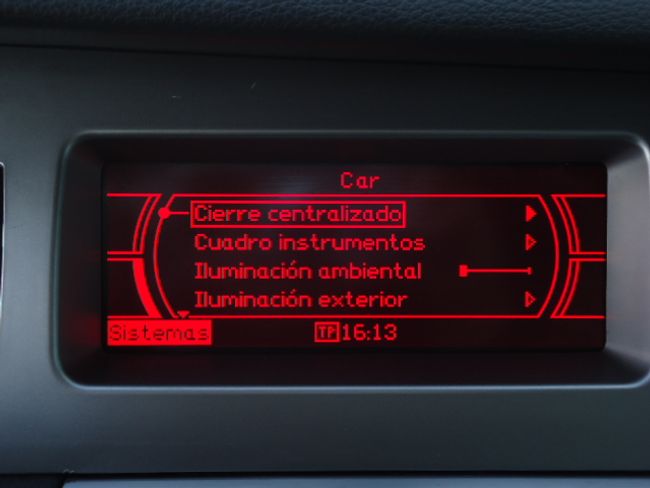 Car
Cierre centralizado
Cuadro instrumentos
Iluminación ambiental
Iluminación exterior
Sistemas TP 16:13